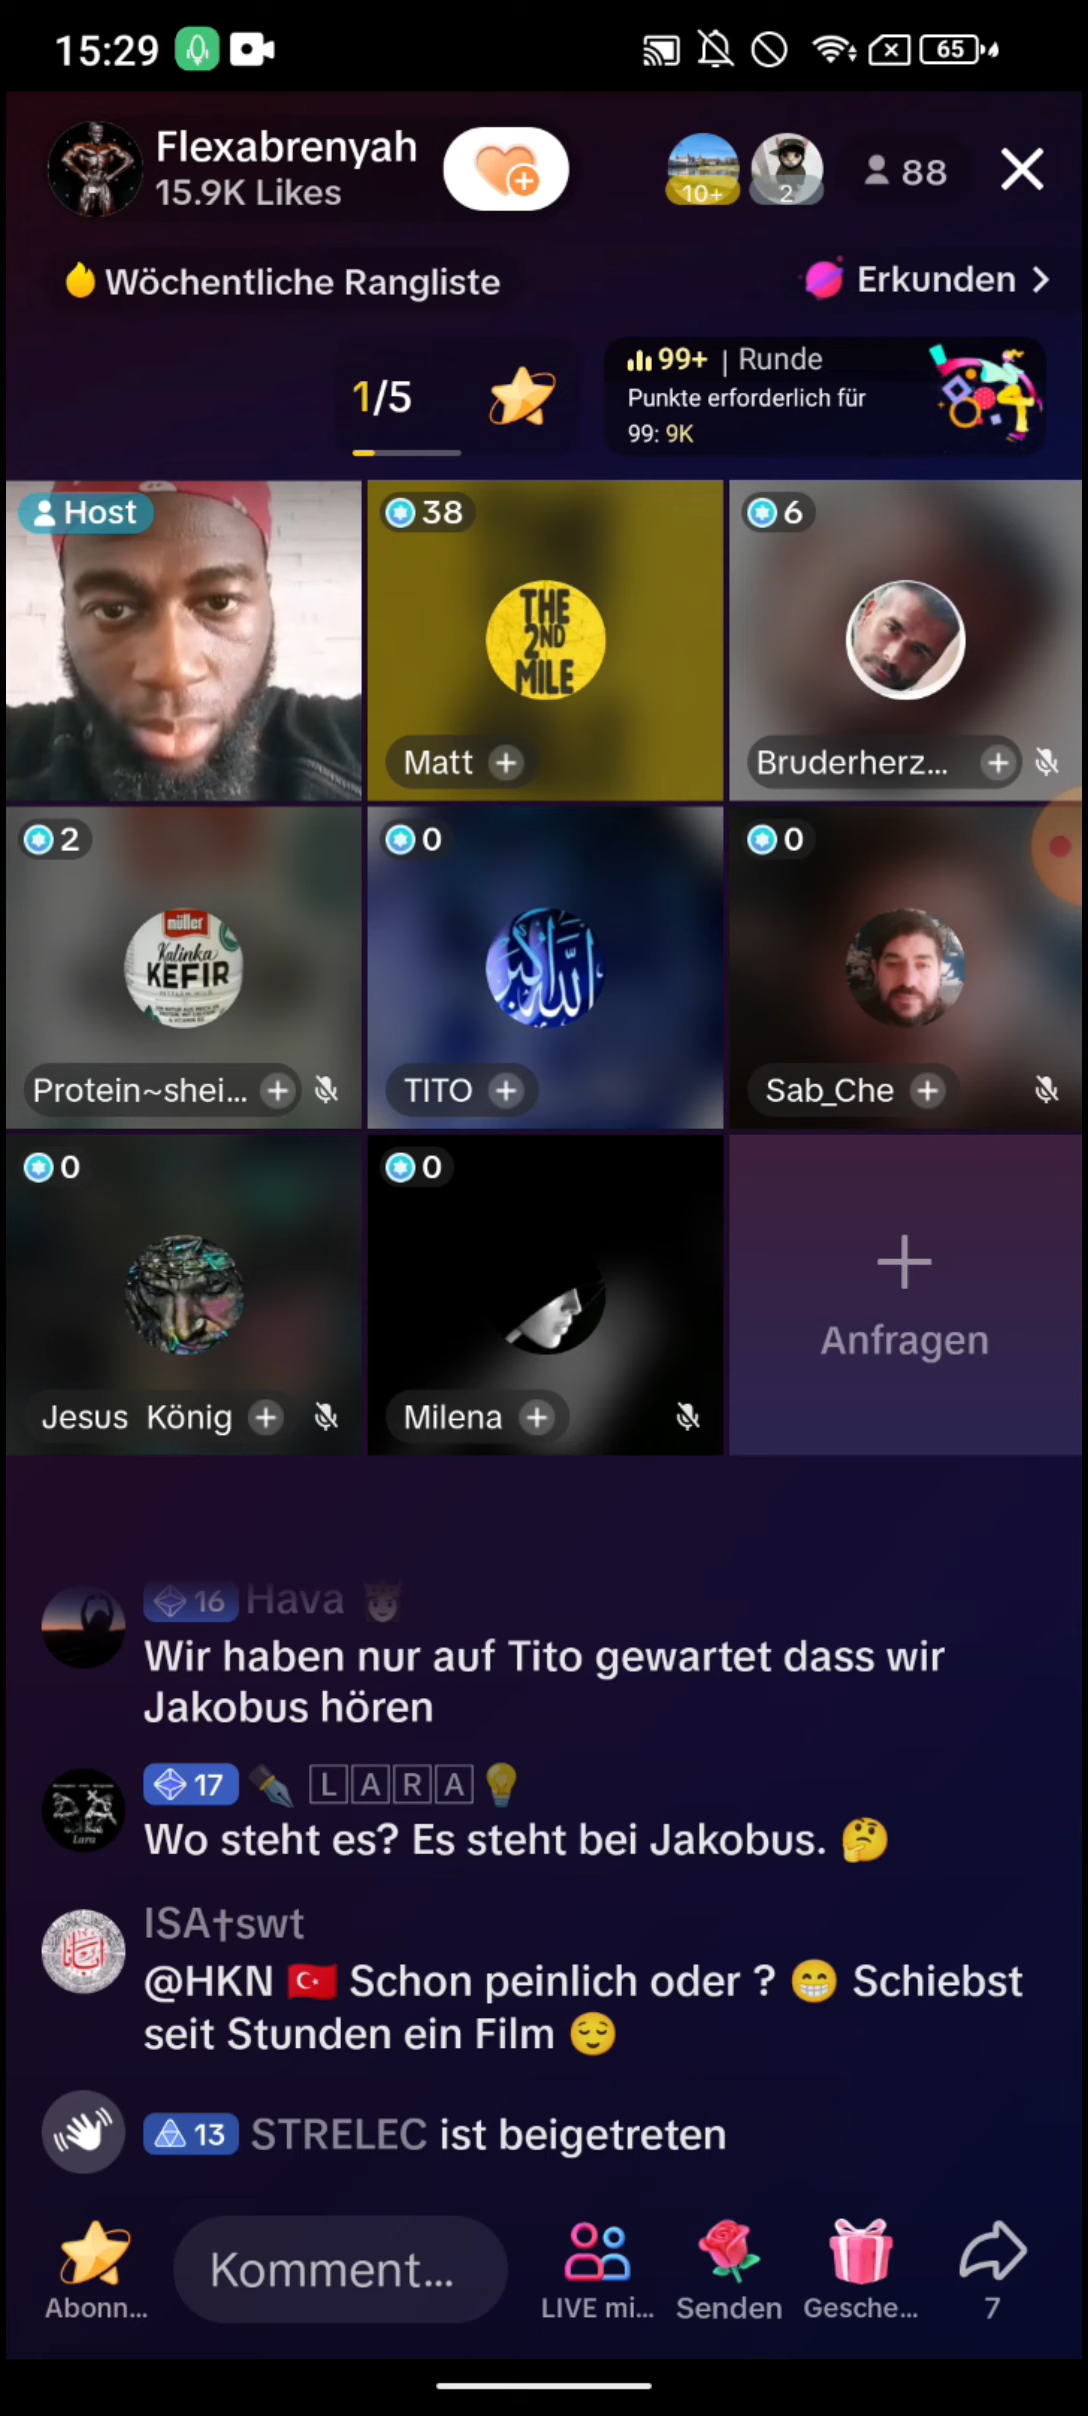 15:29
65
Flexabrenyah
15.9K Likes
10+
2
88
Wöchentliche Rangliste
Erkunden
1/5
99+ | Runde
Punkte erforderlich für
99: 9K
Host
38
6
THE
2ND
MILE
Matt
Bruderherz...
2
0
0
müller
Kalinka
KEFIR
الله أكبر
Protein~shei...
TITO
Sab_Che
0
0
Anfragen
Jesus König
Milena
16 Hava
Wir haben nur auf Tito gewartet dass wir
Jakobus hören
17 ✒️ 🄻🄰🅁🄰💡
Lara
Wo steht es? Es steht bei Jakobus. 🤔
ISA†swt
@HKN 🇹🇷 Schon peinlich oder ? 😁 Schiebst
seit Stunden ein Film 😌
13 STRELEC ist beigetreten
Komment...
Abonn...
LIVE mi...
Senden
Gesche...
7